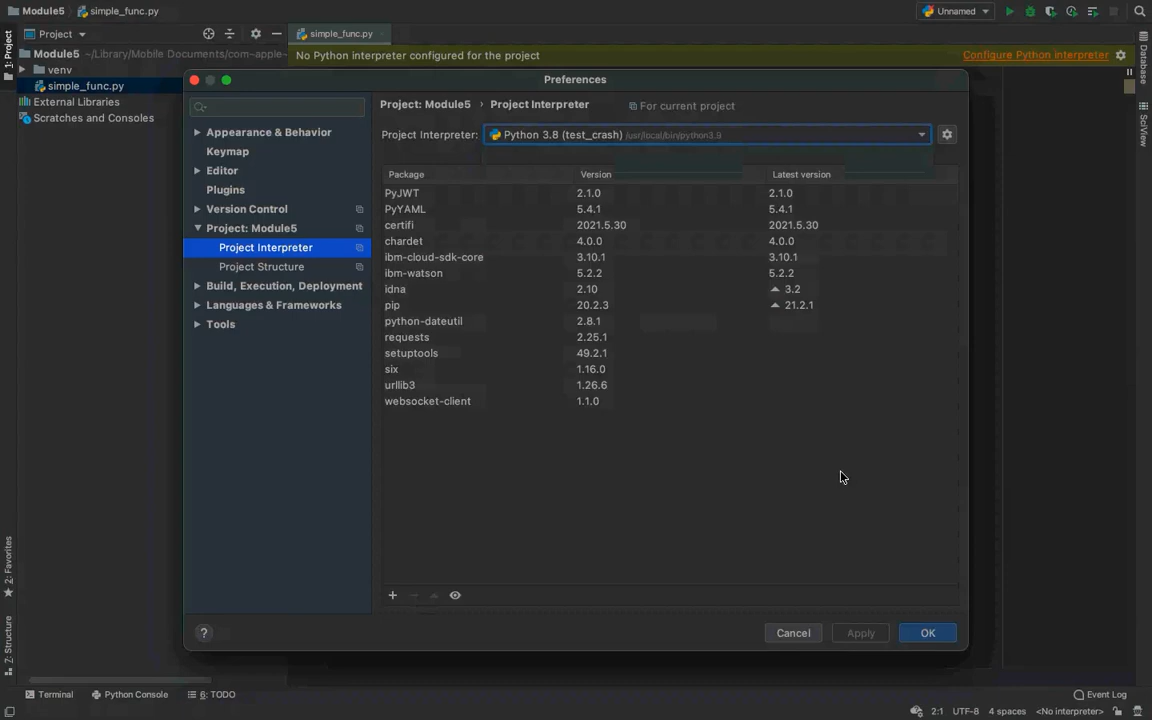 Module5 simple_func.py Unnamed
1: Project Project simple_func.py
Module5 ~/Library/Mobile Documents/com~apple~ No Python interpreter configured for the project Configure Python interpreter
venv
simple_func.py
External Libraries
Scratches and Consoles
Preferences
Project: Module5 › Project Interpreter For current project
Project Interpreter: Python 3.8 (test_crash) /usr/local/bin/python3.9
Appearance & Behavior
Keymap
Editor
Plugins
Version Control
Project: Module5
Project Interpreter
Project Structure
Build, Execution, Deployment
Languages & Frameworks
Tools
Package Version Latest version
PyJWT 2.1.0 2.1.0
PyYAML 5.4.1 5.4.1
certifi 2021.5.30 2021.5.30
chardet 4.0.0 4.0.0
ibm-cloud-sdk-core 3.10.1 3.10.1
ibm-watson 5.2.2 5.2.2
idna 2.10 3.2
pip 20.2.3 21.2.1
python-dateutil 2.8.1
requests 2.25.1
setuptools 49.2.1
six 1.16.0
urllib3 1.26.6
websocket-client 1.1.0
? Cancel Apply OK
Database
SciView
2: Favorites
Z: Structure
Terminal Python Console 6: TODO Event Log
2:1 UTF-8 4 spaces <No interpreter>